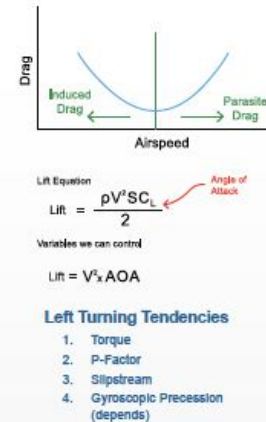 Drag
Induced
Drag
Parasite
Drag
Airspeed
Lift Equation
Angle of
Attack
Lift = ρV²SCL
2
Variables we can control
Lift = V²x AOA
Left Turning Tendencies
1. Torque
2. P-Factor
3. Slipstream
4. Gyroscopic Precession
(depends)